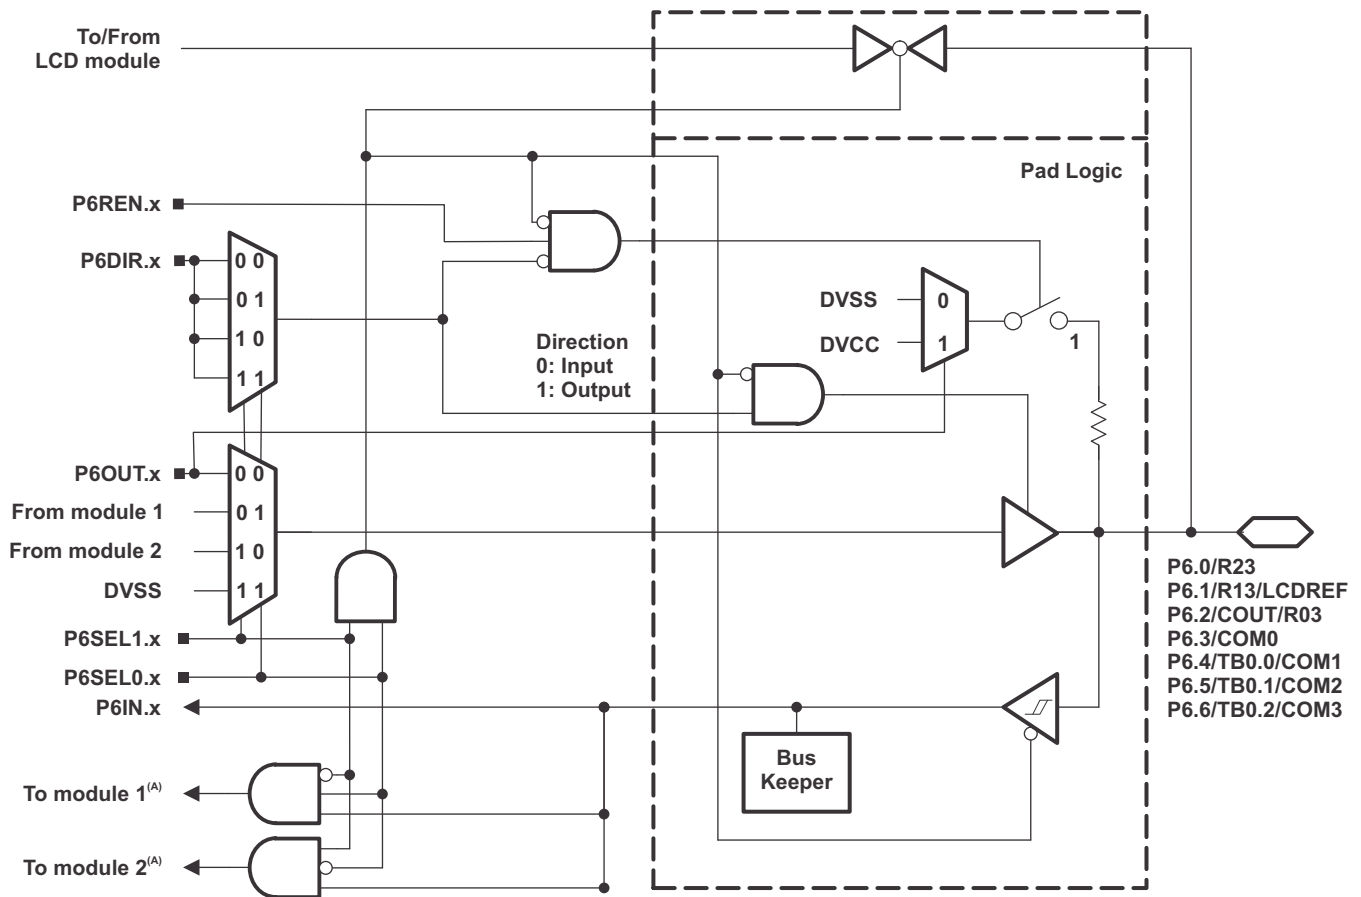 To/From
LCD module
Pad Logic
P6REN.x
P6DIR.x
0 0
0 1
1 0
1 1
Direction
0: Input
1: Output
DVSS
0
DVCC
1
1
P6OUT.x
0 0
From module 1
0 1
From module 2
1 0
DVSS
1 1
P6SEL1.x
P6SEL0.x
P6IN.x
P6.0/R23
P6.1/R13/LCDREF
P6.2/COUT/R03
P6.3/COM0
P6.4/TB0.0/COM1
P6.5/TB0.1/COM2
P6.6/TB0.2/COM3
Bus
Keeper
To module 1(A)
To module 2(A)